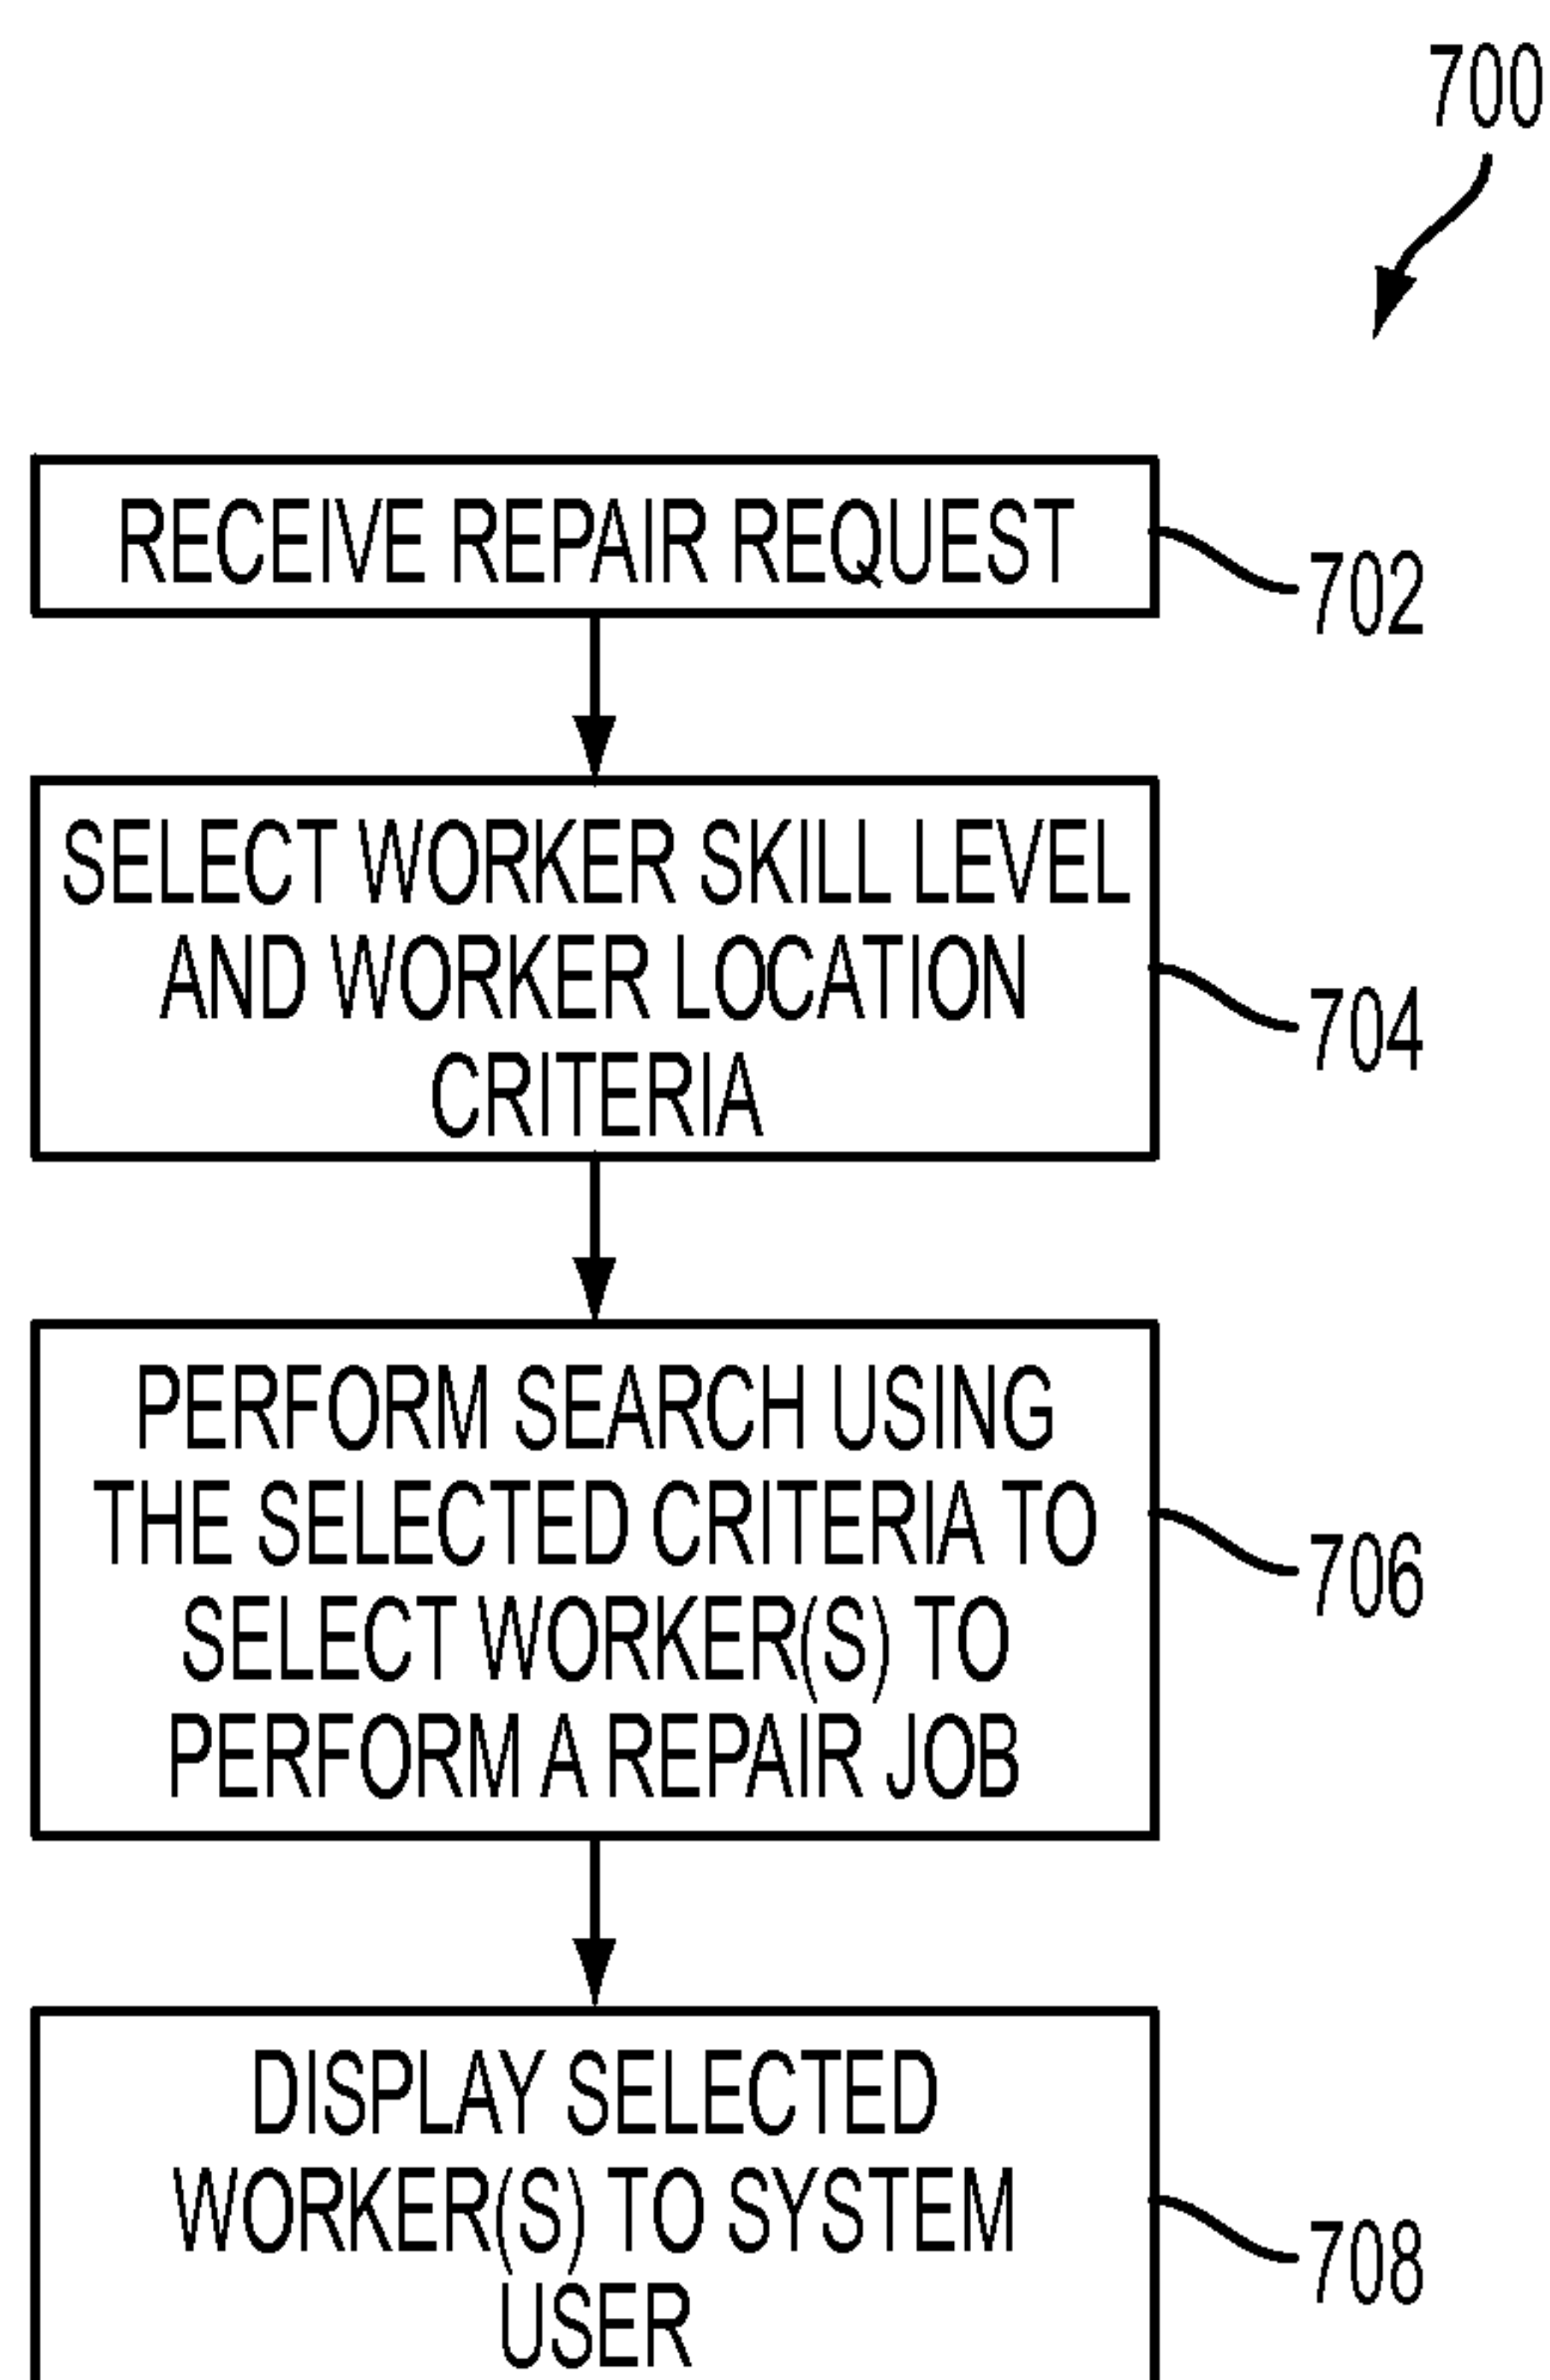 700
RECEIVE REPAIR REQUEST
702
SELECT WORKER SKILL LEVEL
AND WORKER LOCATION
CRITERIA
704
PERFORM SEARCH USING
THE SELECTED CRITERIA TO
SELECT WORKER(S) TO
PERFORM A REPAIR JOB
706
DISPLAY SELECTED
WORKER(S) TO SYSTEM
USER
708